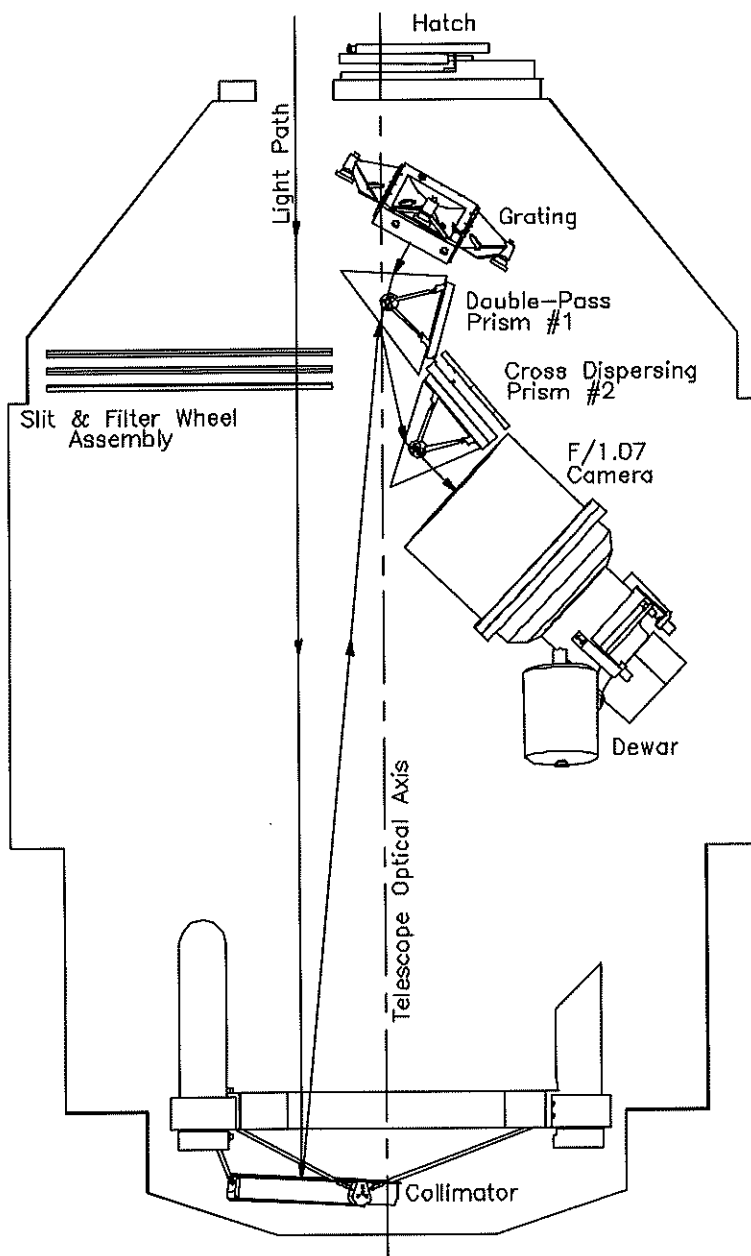 Hatch
Light Path
Grating
Double-Pass
Prism #1
Cross Dispersing
Prism #2
Slit & Filter Wheel
Assembly
F/1.07
Camera
Dewar
Telescope Optical Axis
Collimator